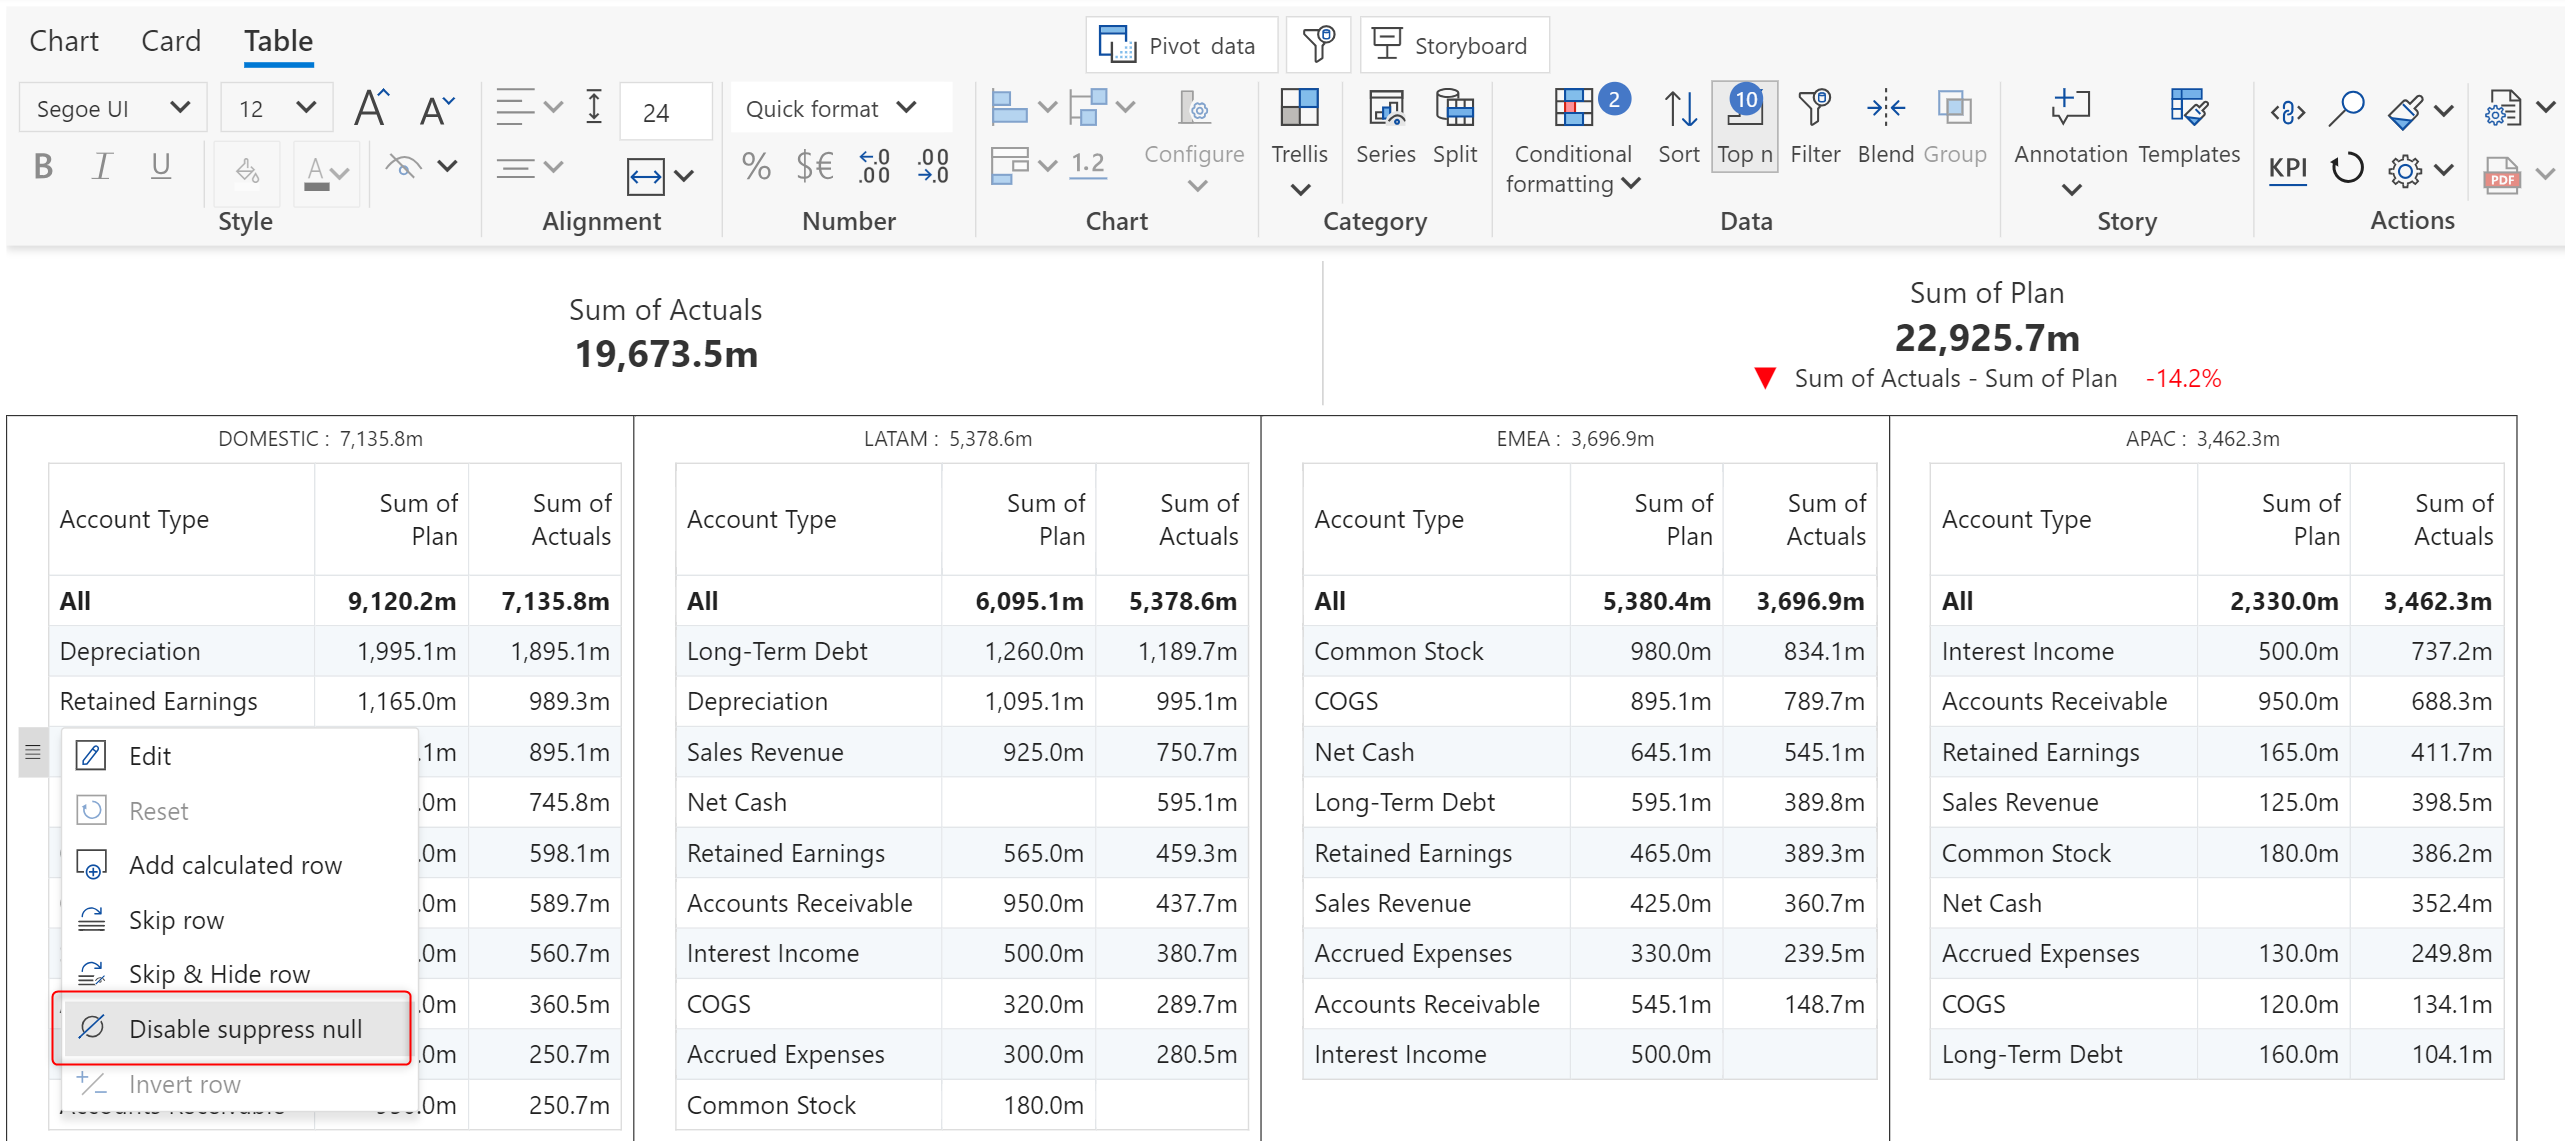 Chart Card Table
Pivot data Storyboard
Segoe UI 12 A A 24 Quick format 2 10
B I U A % $€ .0 .00 .00 .0 1.2 Configure Trellis Series Split Conditional formatting Sort Top n Filter Blend Group Annotation Templates KPI PDF
Style Alignment Number Chart Category Data Story Actions
Sum of Actuals
19,673.5m
Sum of Plan
22,925.7m
Sum of Actuals - Sum of Plan -14.2%
DOMESTIC : 7,135.8m
Account Type Sum of Plan Sum of Actuals
All 9,120.2m 7,135.8m
Depreciation 1,995.1m 1,895.1m
Retained Earnings 1,165.0m 989.3m
.1m 895.1m
.0m 745.8m
.0m 598.1m
.0m 589.7m
.0m 560.7m
.0m 360.5m
.0m 250.7m
.0m 250.7m
Edit
Reset
Add calculated row
Skip row
Skip & Hide row
Disable suppress null
Invert row
LATAM : 5,378.6m
Account Type Sum of Plan Sum of Actuals
All 6,095.1m 5,378.6m
Long-Term Debt 1,260.0m 1,189.7m
Depreciation 1,095.1m 995.1m
Sales Revenue 925.0m 750.7m
Net Cash 595.1m
Retained Earnings 565.0m 459.3m
Accounts Receivable 950.0m 437.7m
Interest Income 500.0m 380.7m
COGS 320.0m 289.7m
Accrued Expenses 300.0m 280.5m
Common Stock 180.0m
EMEA : 3,696.9m
Account Type Sum of Plan Sum of Actuals
All 5,380.4m 3,696.9m
Common Stock 980.0m 834.1m
COGS 895.1m 789.7m
Net Cash 645.1m 545.1m
Long-Term Debt 595.1m 389.8m
Retained Earnings 465.0m 389.3m
Sales Revenue 425.0m 360.7m
Accrued Expenses 330.0m 239.5m
Accounts Receivable 545.1m 148.7m
Interest Income 500.0m
APAC : 3,462.3m
Account Type Sum of Plan Sum of Actuals
All 2,330.0m 3,462.3m
Interest Income 500.0m 737.2m
Accounts Receivable 950.0m 688.3m
Retained Earnings 165.0m 411.7m
Sales Revenue 125.0m 398.5m
Common Stock 180.0m 386.2m
Net Cash 352.4m
Accrued Expenses 130.0m 249.8m
COGS 120.0m 134.1m
Long-Term Debt 160.0m 104.1m